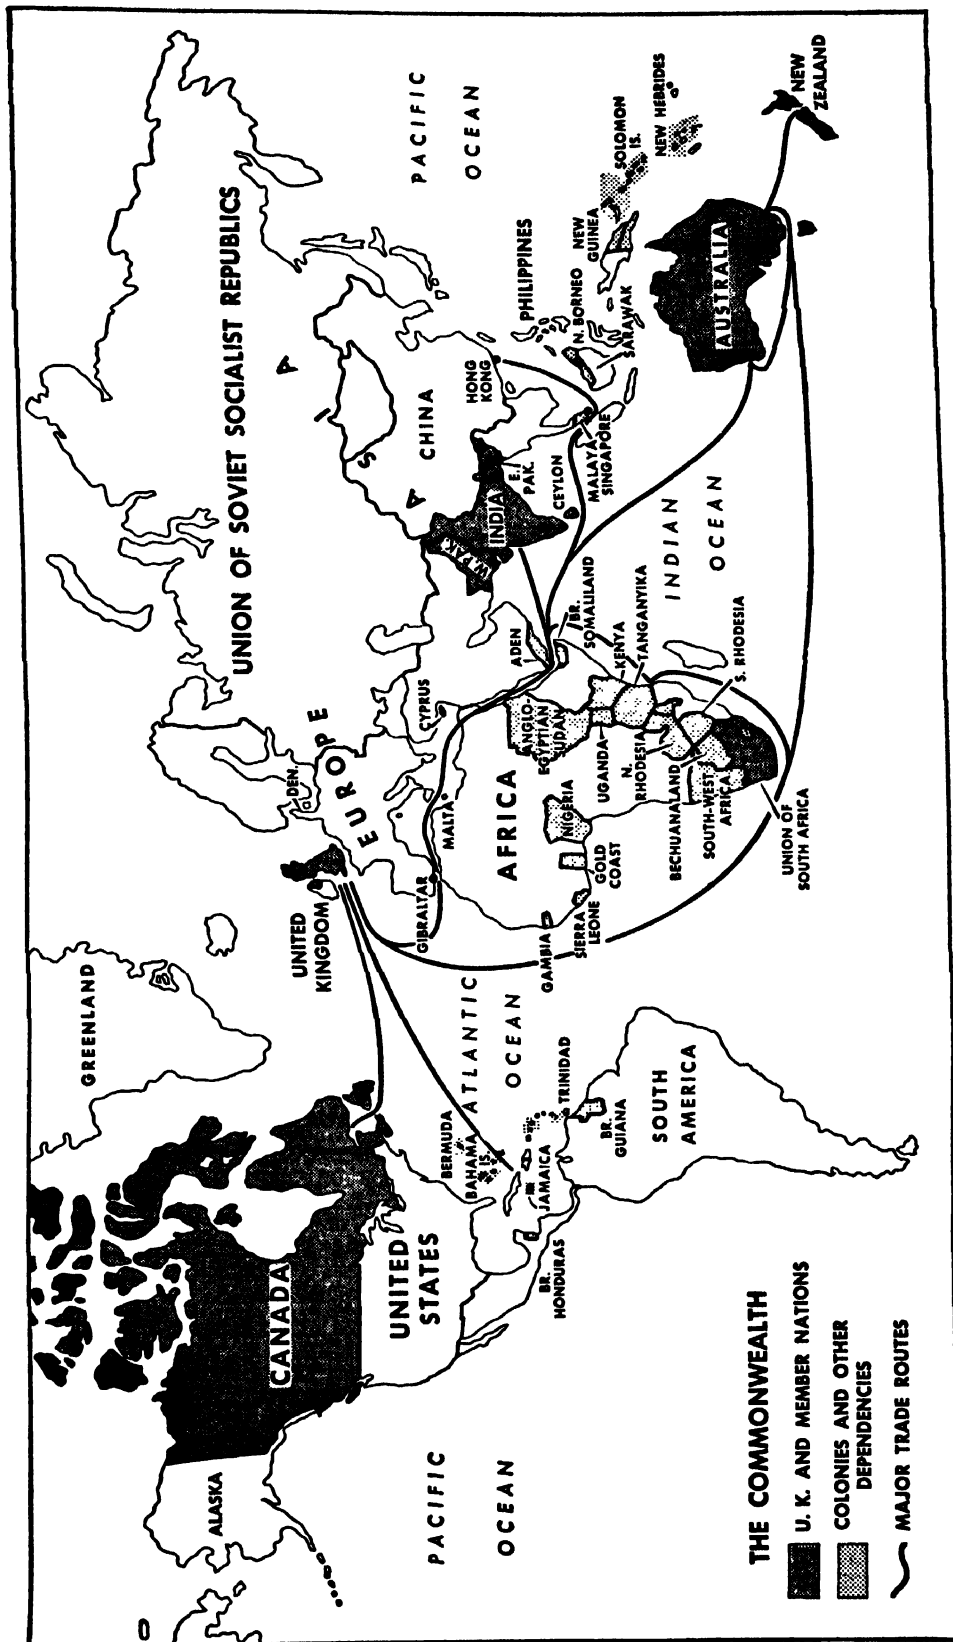 ALASKA
CANADA
GREENLAND
UNITED
STATES
PACIFIC
OCEAN
BERMUDA
BAHAMA
IS.
JAMAICA
BR.
HONDURAS
TRINIDAD
BR.
GUIANA
SOUTH
AMERICA
ATLANTIC
OCEAN
UNITED
KINGDOM
DEN.
EUROPE
GIBRALTAR
MALTA
CYPRUS
UNION OF SOVIET SOCIALIST REPUBLICS
ASIA
CHINA
AFRICA
GAMBIA
SIERRA
LEONE
GOLD
COAST
NIGERIA
ANGLO-
EGYPTIAN
SUDAN
UGANDA
N.
RHODESIA
BECHUANALAND
SOUTH-WEST
AFRICA
UNION OF
SOUTH AFRICA
S. RHODESIA
TANGANYIKA
KENYA
BR.
SOMALILAND
ADEN
W. PAK.
INDIA
E.
PAK.
CEYLON
MALAYA
SINGAPORE
HONG
KONG
PHILIPPINES
N. BORNEO
SARAWAK
NEW
GUINEA
SOLOMON
IS.
NEW HEBRIDES
PACIFIC
OCEAN
INDIAN
OCEAN
AUSTRALIA
NEW
ZEALAND
THE COMMONWEALTH
U. K. AND MEMBER NATIONS
COLONIES AND OTHER
DEPENDENCIES
MAJOR TRADE ROUTES